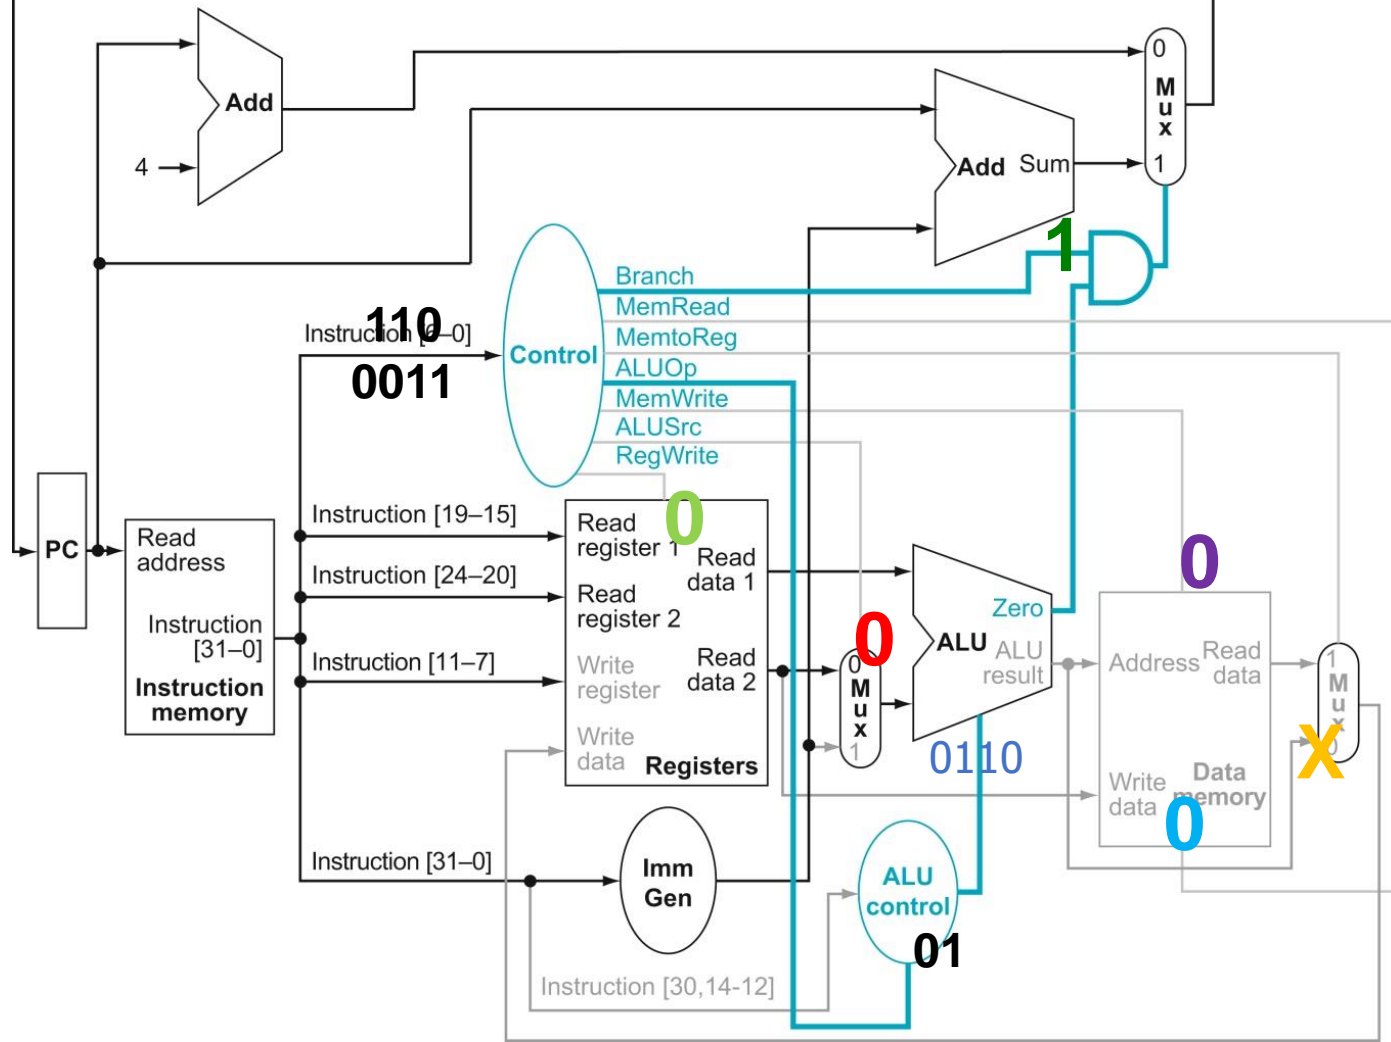 0
Mux
1
Add
4
Add Sum
1
Branch
MemRead
MemtoReg
ALUOp
MemWrite
ALUSrc
RegWrite
Control
Instruction [6–0]
110
0011
Instruction [19–15]
Instruction [24–20]
Instruction [11–7]
PC
Read
address
Instruction
[31–0]
Instruction
memory
0
Read
register 1
Read
data 1
Read
register 2
Write
register
Read
data 2
Write
data
Registers
0
0
Mux
1
Zero
ALU
ALU
result
0110
0
Address
Read
data
Write
data
Data
memory
0
1
Mux
0
X
Instruction [31–0]
Imm
Gen
ALU
control
01
Instruction [30,14-12]